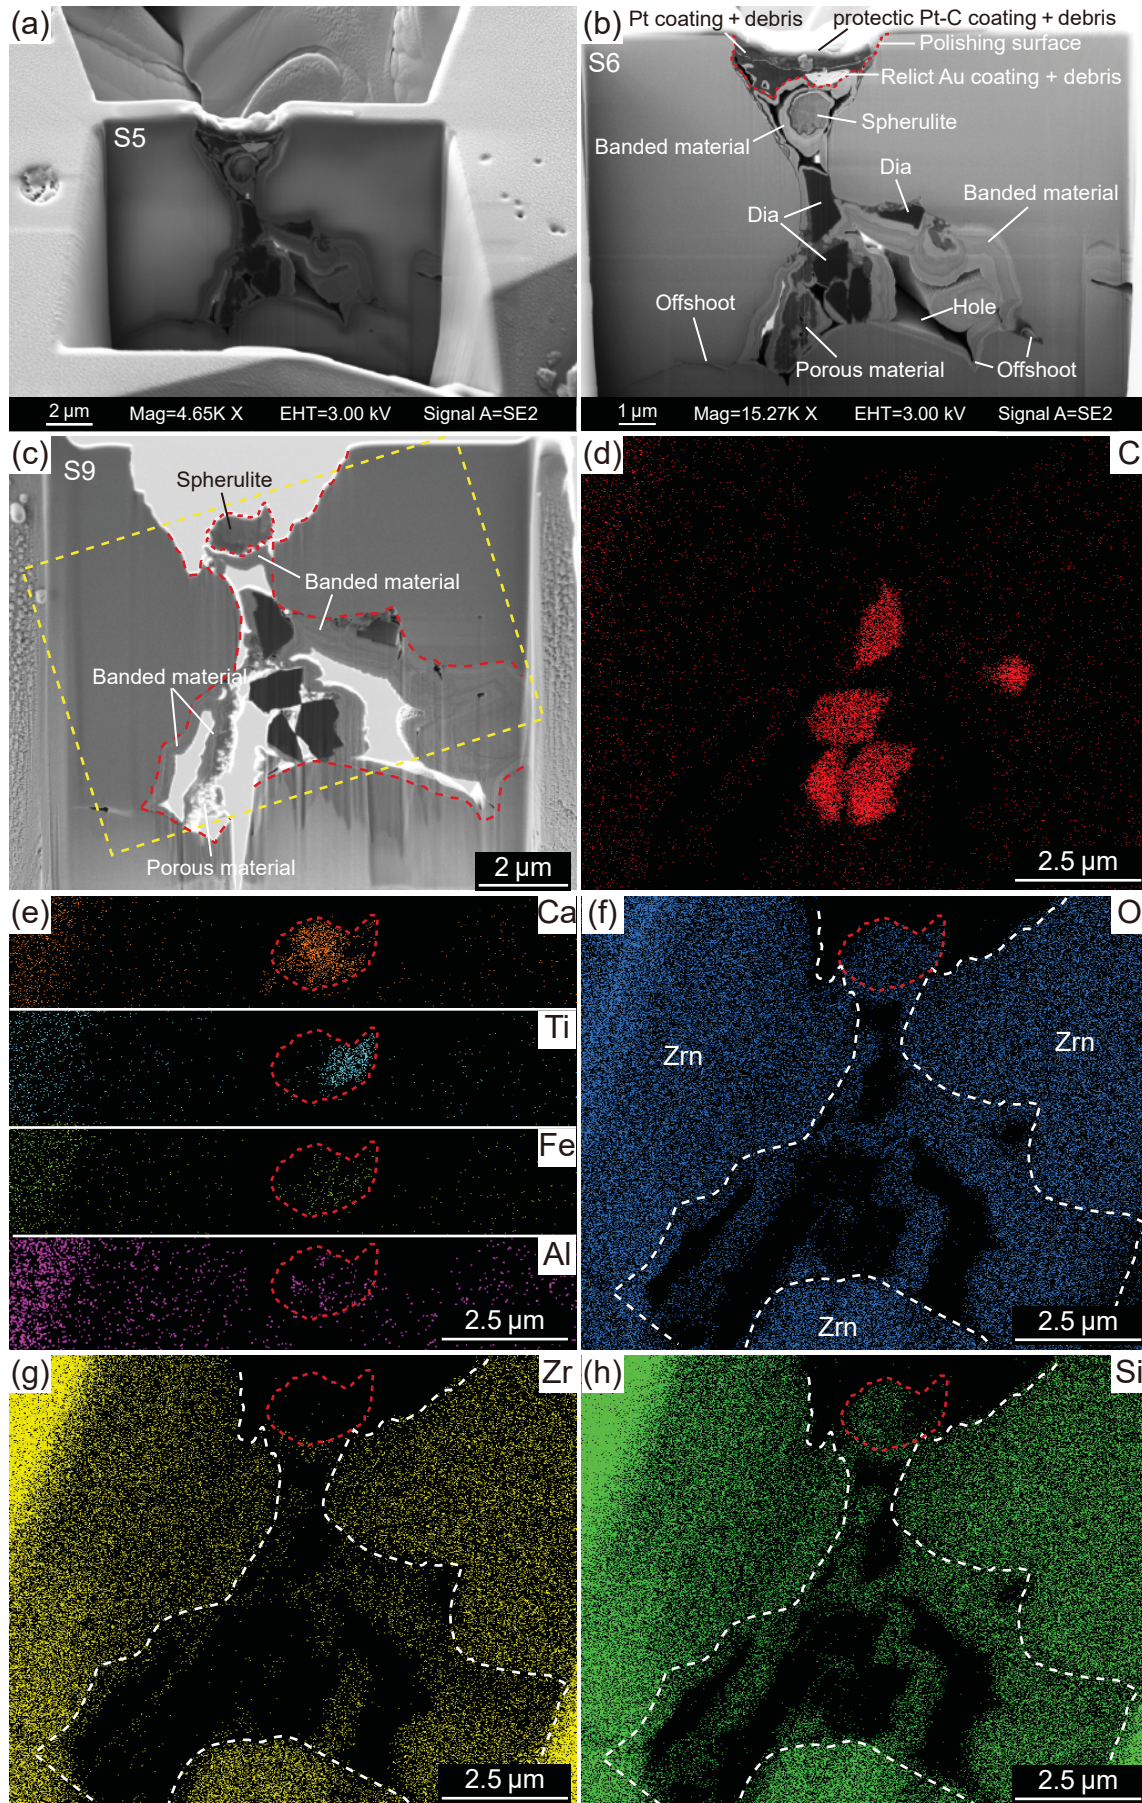 (a)
S5
2 µm Mag=4.65K X EHT=3.00 kV Signal A=SE2
(b)
Pt coating + debris protectic Pt-C coating + debris
S6
Polishing surface
Relict Au coating + debris
Spherulite
Banded material
Dia
Banded material
Dia
Offshoot
Hole
Porous material
Offshoot
1 µm Mag=15.27K X EHT=3.00 kV Signal A=SE2
(c)
S9
Spherulite
Banded material
Banded material
Porous material
2 µm
(d)
C
2.5 µm
(e)
Ca
Ti
Fe
Al
2.5 µm
(f)
O
Zrn
Zrn
Zrn
2.5 µm
(g)
Zr
2.5 µm
(h)
Si
2.5 µm